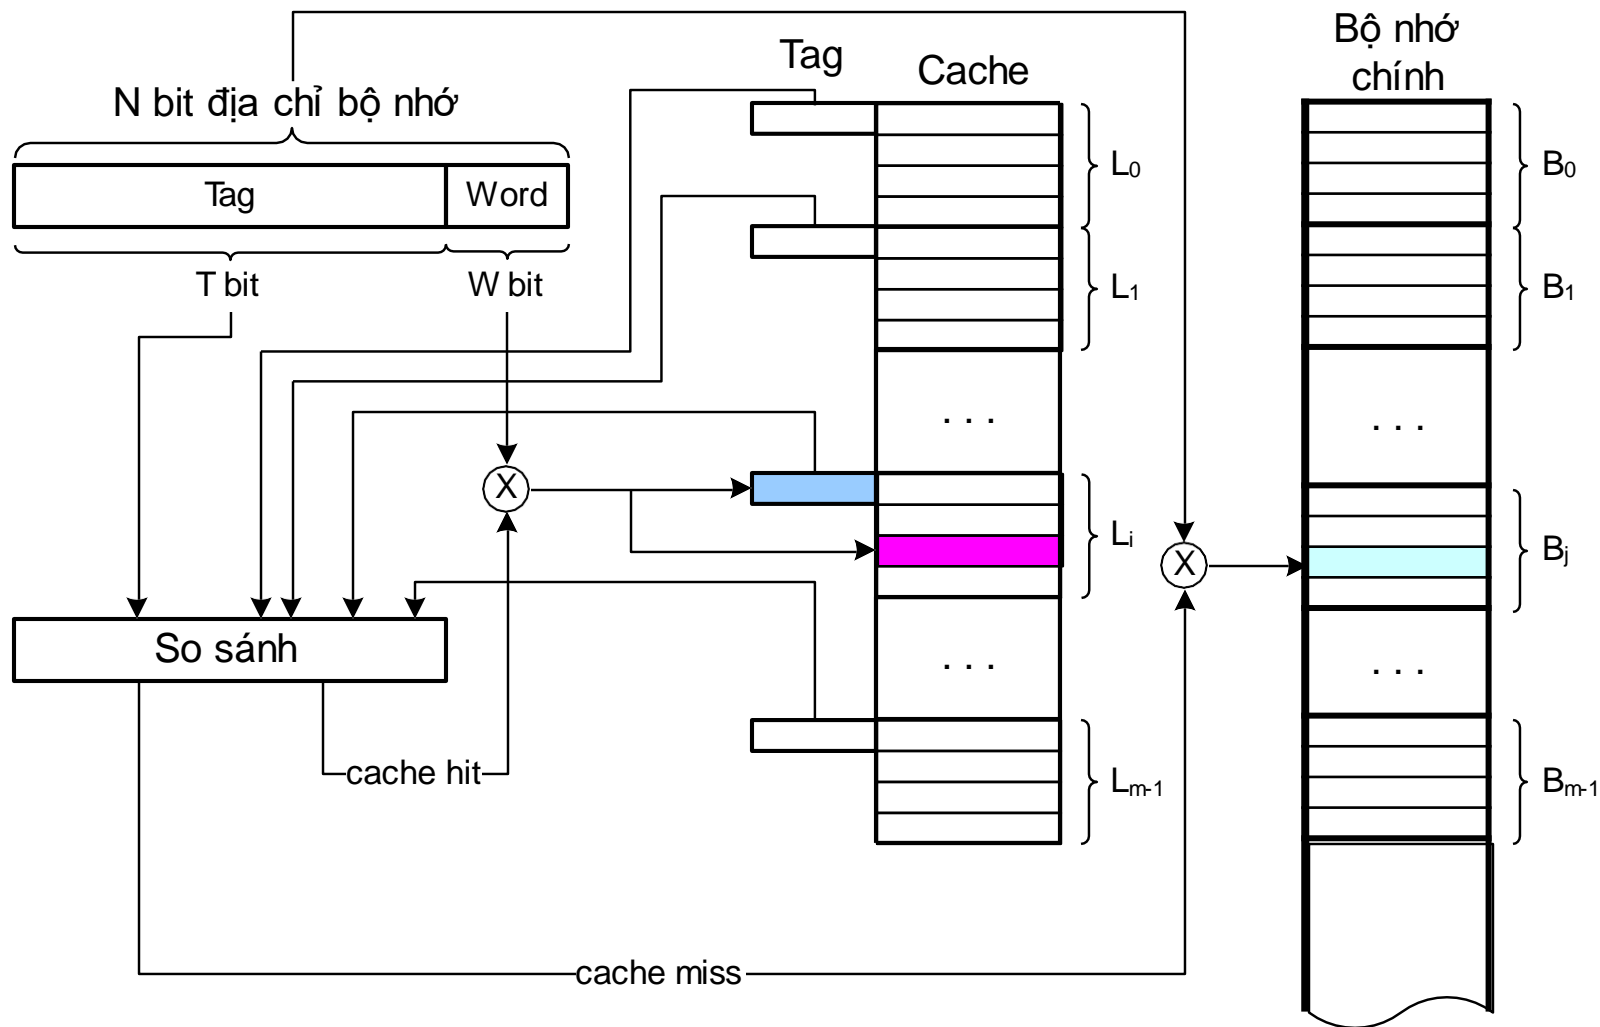 N bit địa chỉ bộ nhớ
Tag
Word
T bit
W bit
X
So sánh
cache hit
cache miss
Tag
Cache
L0
L1
. . .
Li
. . .
Lm-1
X
Bộ nhớ
chính
B0
B1
. . .
Bj
. . .
Bm-1